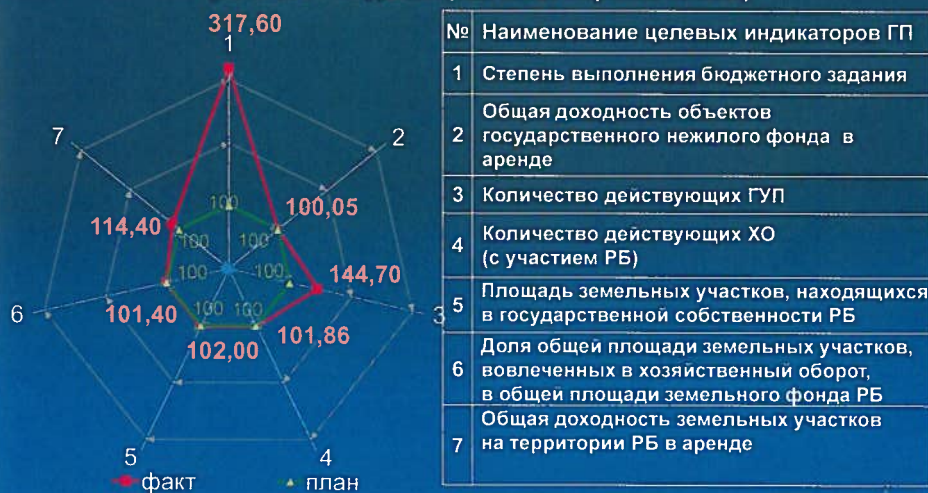 317,60
1
7
2
100
100
100
114,40
100,05
100
100
144,70
6
3
100
100
101,40
101,86
102,00
5
4
факт
план
№ Наименование целевых индикаторов ГП
1 Степень выполнения бюджетного задания
Общая доходность объектов
2 государственного нежилого фонда в
аренде
3 Количество действующих ГУП
4 Количество действующих ХО
(с участием РБ)
5 Площадь земельных участков, находящихся
в государственной собственности РБ
Доля общей площади земельных участков,
6 вовлеченных в хозяйственный оборот,
в общей площади земельного фонда РБ
7 Общая доходность земельных участков
на территории РБ в аренде